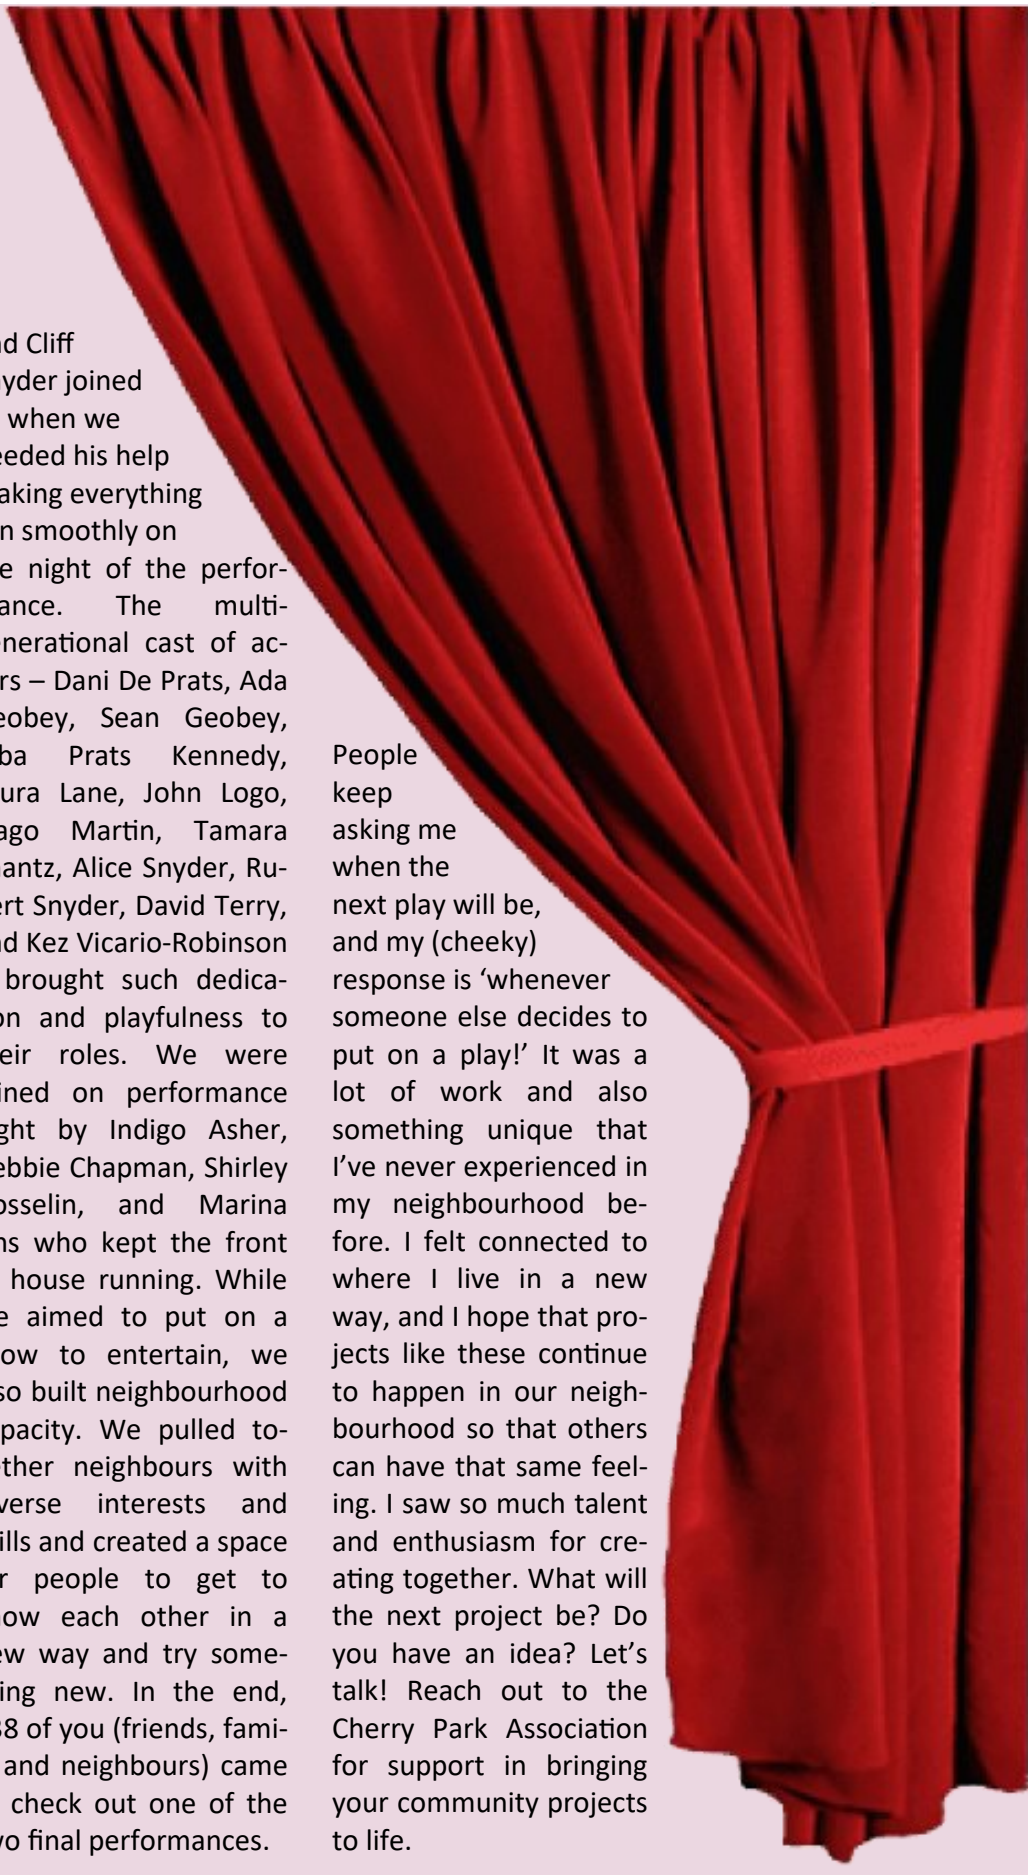 nd Cliff
nyder joined
when we
eeded his help
aking everything
n smoothly on
e night of the perfor-
ance. The multi-
enerational cast of ac-
rs – Dani De Prats, Ada
eobey, Sean Geobey,
ba Prats Kennedy,
ura Lane, John Logo,
ago Martin, Tamara
antz, Alice Snyder, Ru-
ert Snyder, David Terry,
nd Kez Vicario-Robinson
brought such dedica-
on and playfulness to
eir roles. We were
ined on performance
ght by Indigo Asher,
ebbie Chapman, Shirley
osselin, and Marina
ns who kept the front
house running. While
e aimed to put on a
ow to entertain, we
so built neighbourhood
pacity. We pulled to-
ther neighbours with
verse interests and
ills and created a space
r people to get to
ow each other in a
ew way and try some-
ing new. In the end,
38 of you (friends, fami-
and neighbours) came
check out one of the
wo final performances.
People
keep
asking me
when the
next play will be,
and my (cheeky)
response is ‘whenever
someone else decides to
put on a play!’ It was a
lot of work and also
something unique that
I’ve never experienced in
my neighbourhood be-
fore. I felt connected to
where I live in a new
way, and I hope that pro-
jects like these continue
to happen in our neigh-
bourhood so that others
can have that same feel-
ing. I saw so much talent
and enthusiasm for cre-
ating together. What will
the next project be? Do
you have an idea? Let’s
talk! Reach out to the
Cherry Park Association
for support in bringing
your community projects
to life.